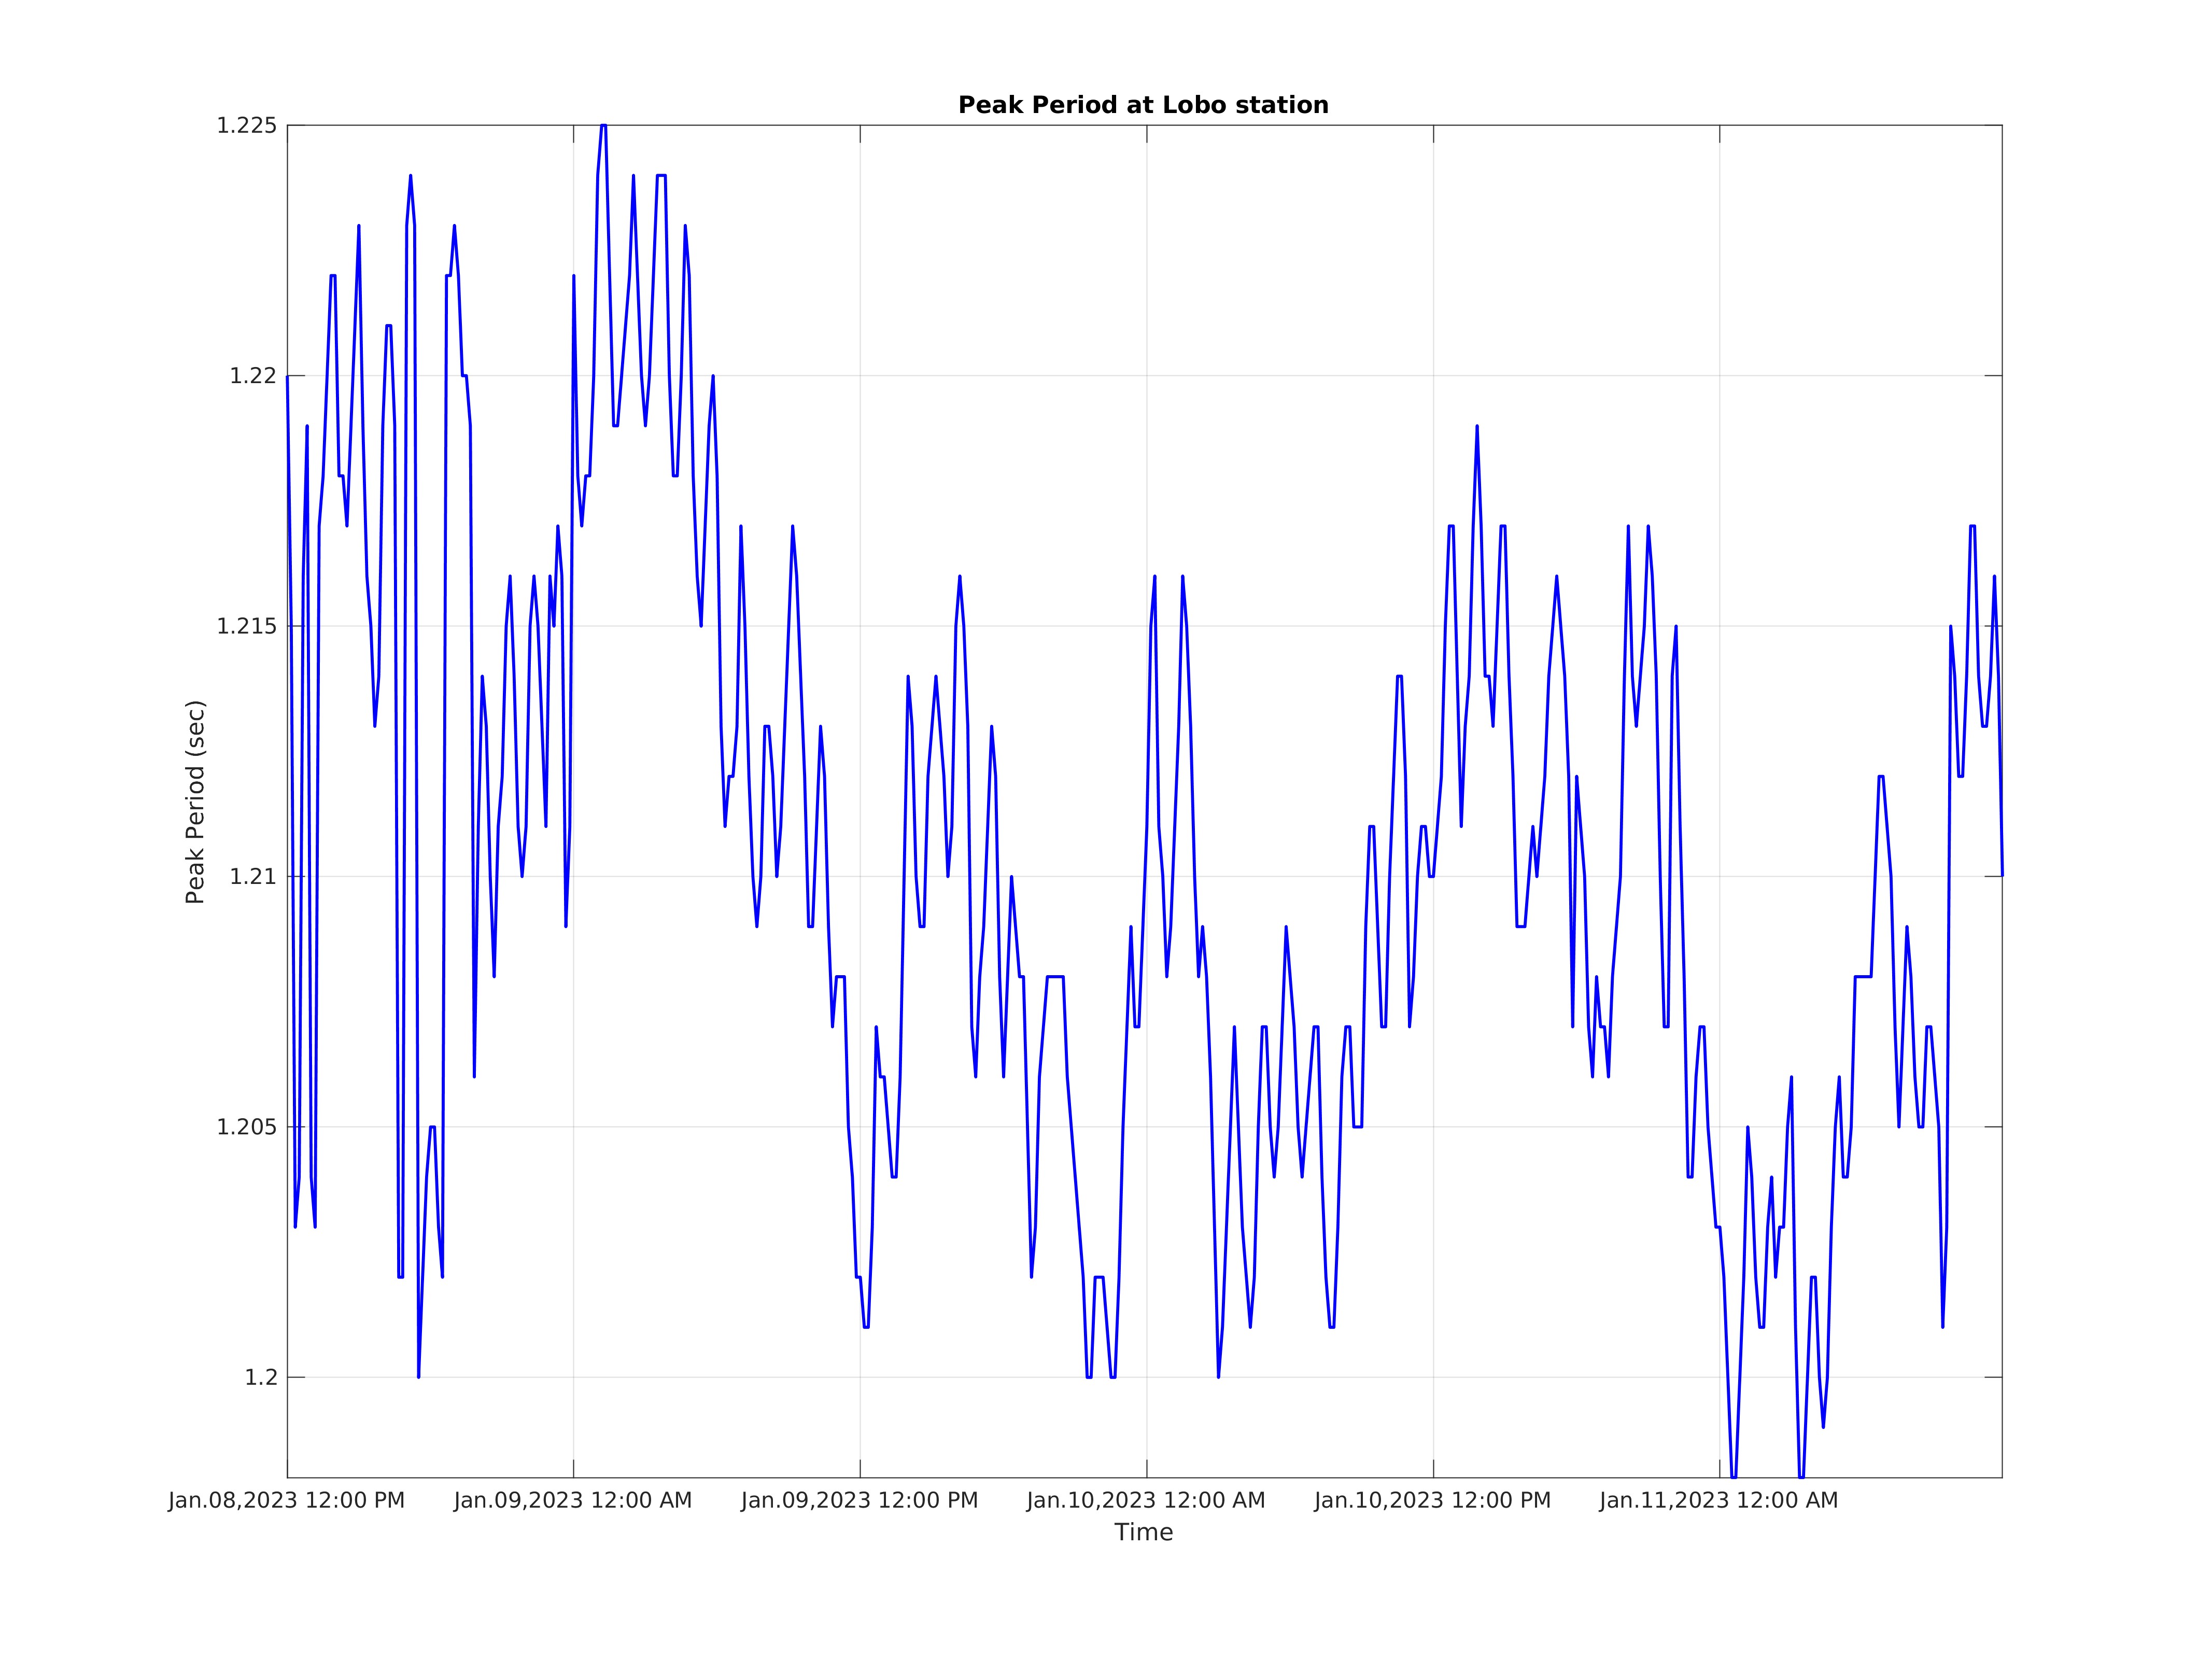 Peak Period at Lobo station
1.225
1.22
1.215
1.21
1.205
1.2
Peak Period (sec)
Jan.08,2023 12:00 PM Jan.09,2023 12:00 AM Jan.09,2023 12:00 PM Jan.10,2023 12:00 AM Jan.10,2023 12:00 PM Jan.11,2023 12:00 AM
Time